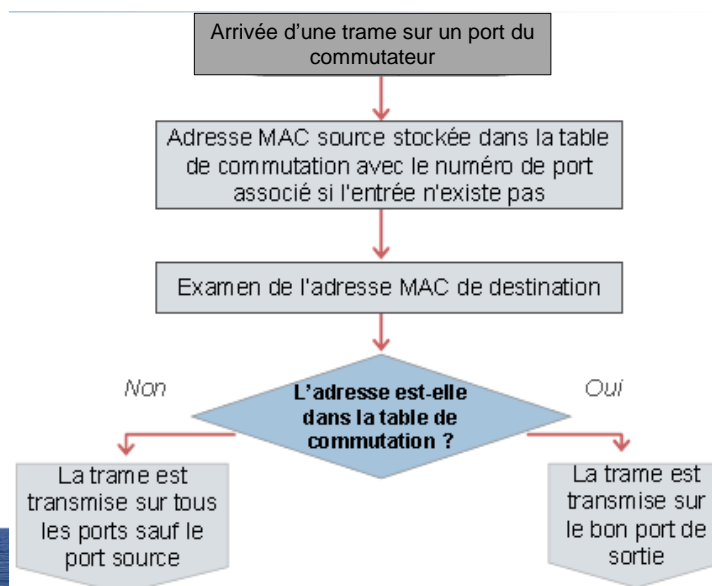 Arrivée d'une trame sur un port du
commutateur
Adresse MAC source stockée dans la table
de commutation avec le numéro de port
associé si l'entrée n'existe pas
Examen de l'adresse MAC de destination
Non
L'adresse est-elle
dans la table de
commutation ?
Oui
La trame est
transmise sur tous
les ports sauf le
port source
La trame est
transmise sur
le bon port de
sortie